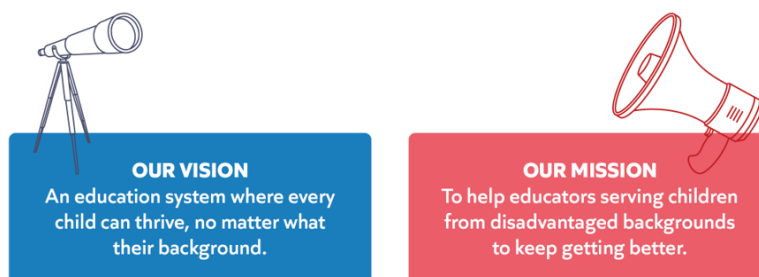 OUR VISION
An education system where every
child can thrive, no matter what
their background.
OUR MISSION
To help educators serving children
from disadvantaged backgrounds
to keep getting better.